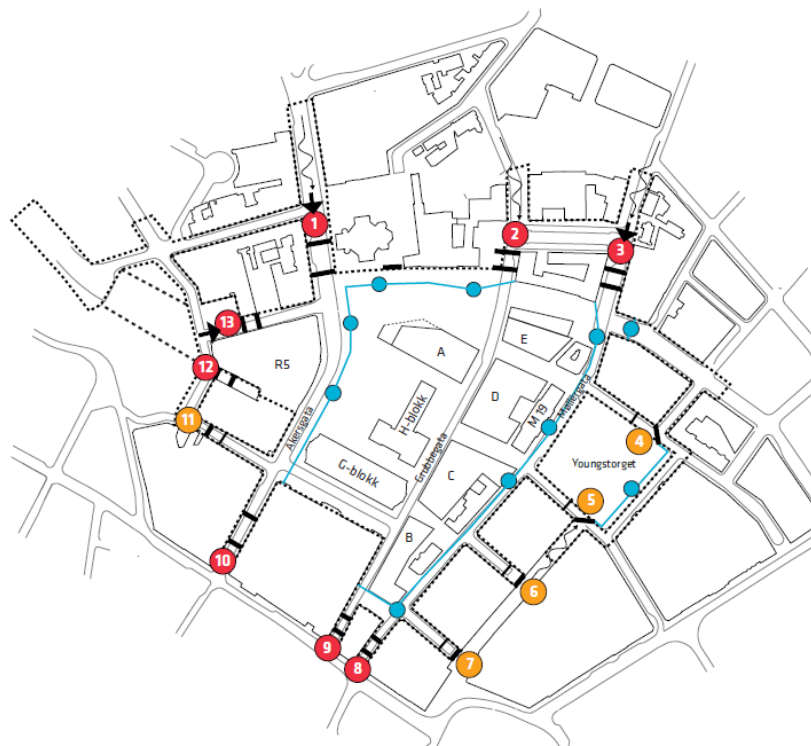 1
2
3
13
A
E
R5
12
D
M 19
Møllergata
11
H-blokk
Akersgata
Grubbegata
4
Youngstorget
G-blokk
C
5
B
10
6
9
8
7